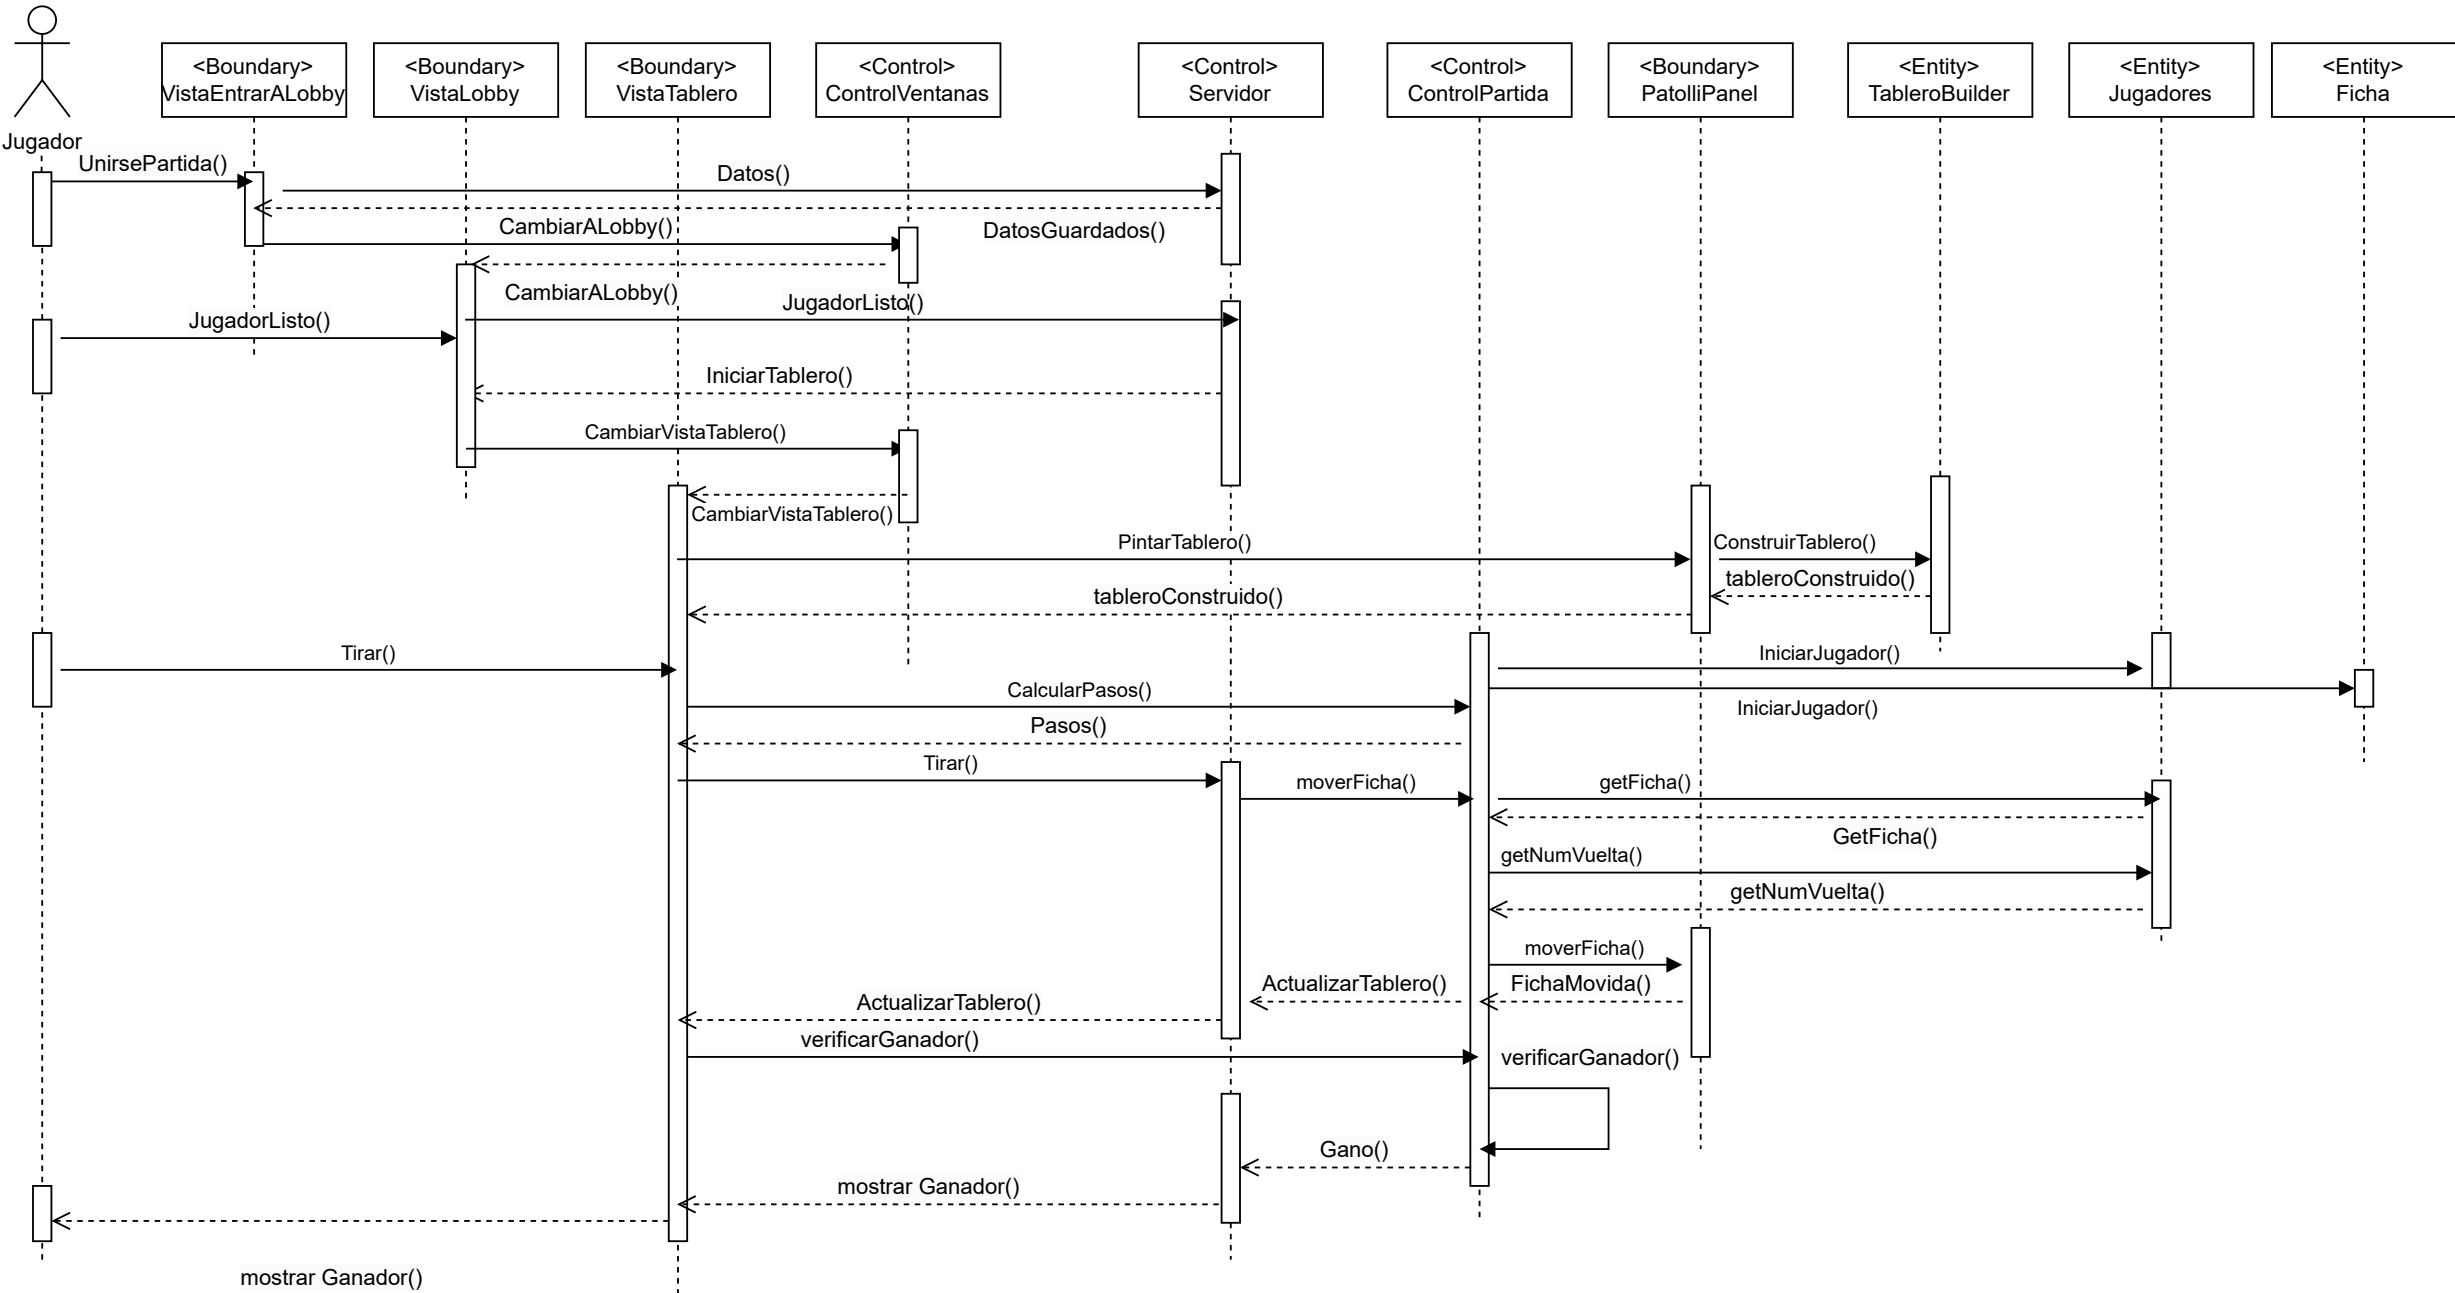 <Boundary>
VistaEntrarALobby
<Boundary>
VistaLobby
<Boundary>
VistaTablero
<Control>
ControlVentanas
<Control>
Servidor
<Control>
ControlPartida
<Boundary>
PatolliPanel
<Entity>
TableroBuilder
<Entity>
Jugadores
<Entity>
Ficha
Jugador
UnirsePartida()
Datos()
CambiarALobby()
DatosGuardados()
CambiarALobby()
JugadorListo()
JugadorListo()
IniciarTablero()
CambiarVistaTablero()
CambiarVistaTablero()
PintarTablero()
ConstruirTablero()
tableroConstruido()
tableroConstruido()
Tirar()
IniciarJugador()
CalcularPasos()
IniciarJugador()
Pasos()
Tirar()
moverFicha()
getFicha()
GetFicha()
getNumVuelta()
getNumVuelta()
moverFicha()
ActualizarTablero()
FichaMovida()
ActualizarTablero()
verificarGanador()
verificarGanador()
Gano()
mostrar Ganador()
mostrar Ganador()